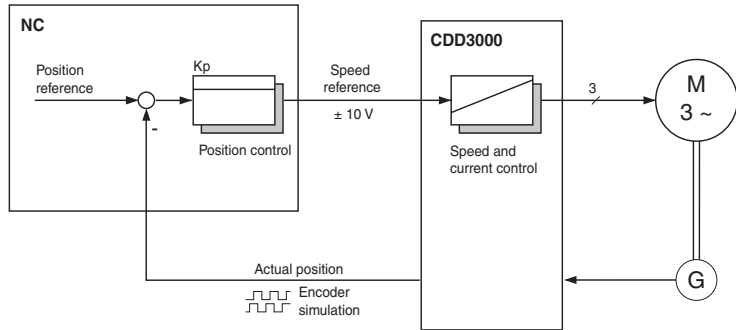 NC
Position
reference
-
Kp
Position control
Speed
reference
± 10 V
CDD3000
Speed and
current control
3
M
3 ~
G
Actual position
Encoder
simulation